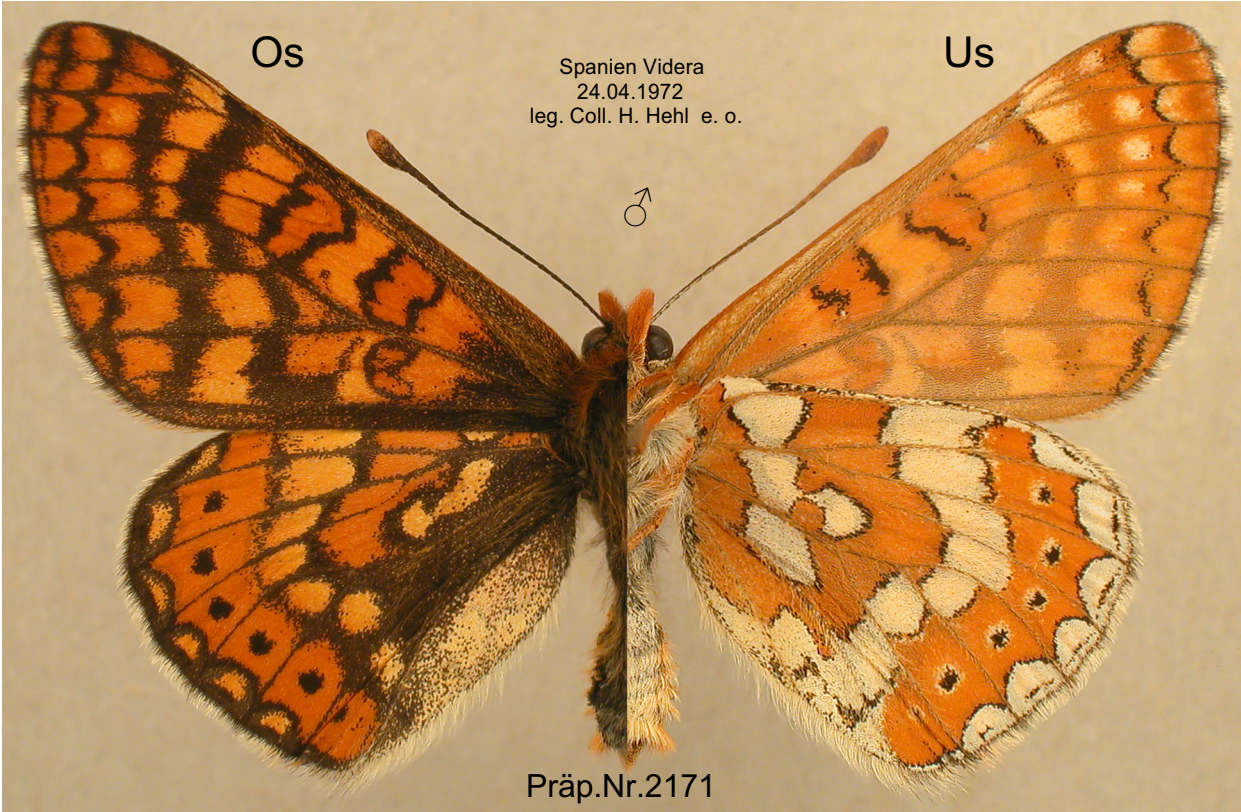 Os
Us
Spanien Videra
24.04.1972
leg. Coll. H. Hehl e. o.
♂
Präp.Nr.2171